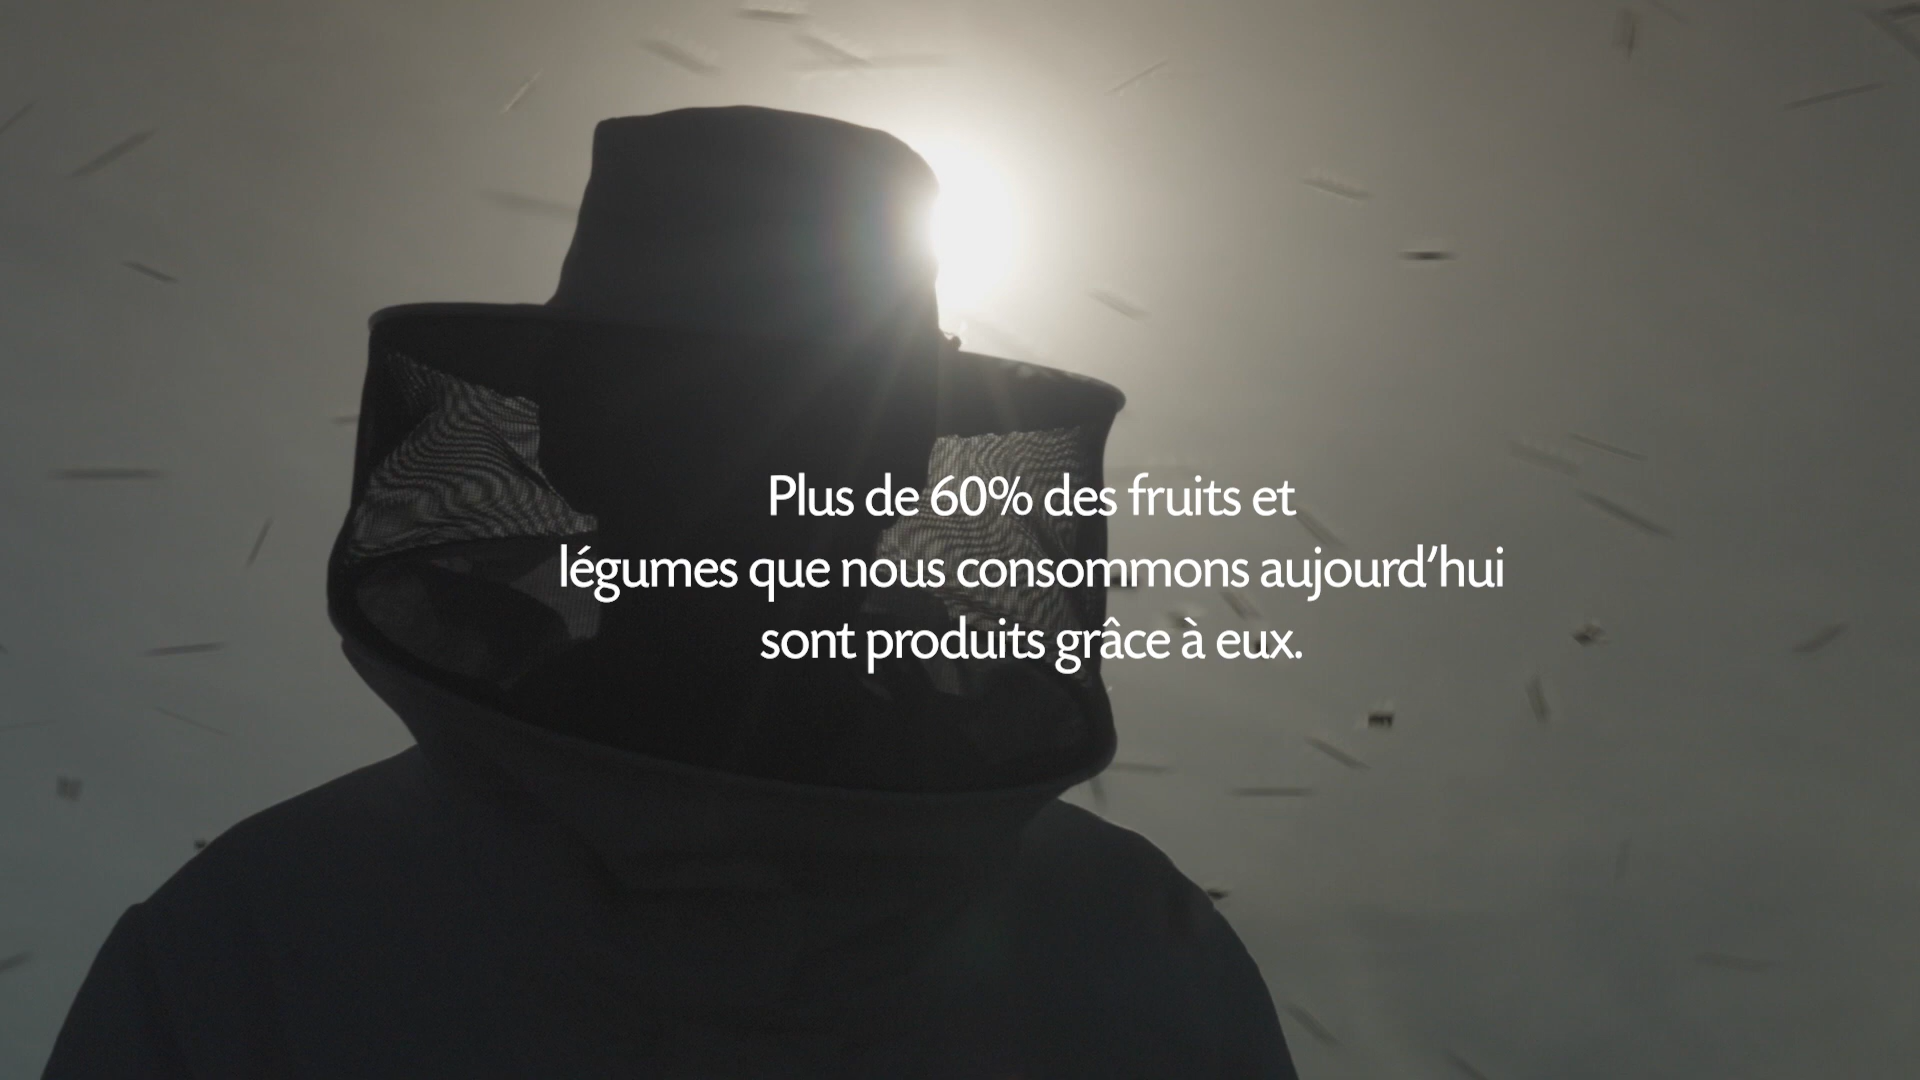 Plus de 60% des fruits et
légumes que nous consommons aujourd’hui
sont produits grâce à eux.